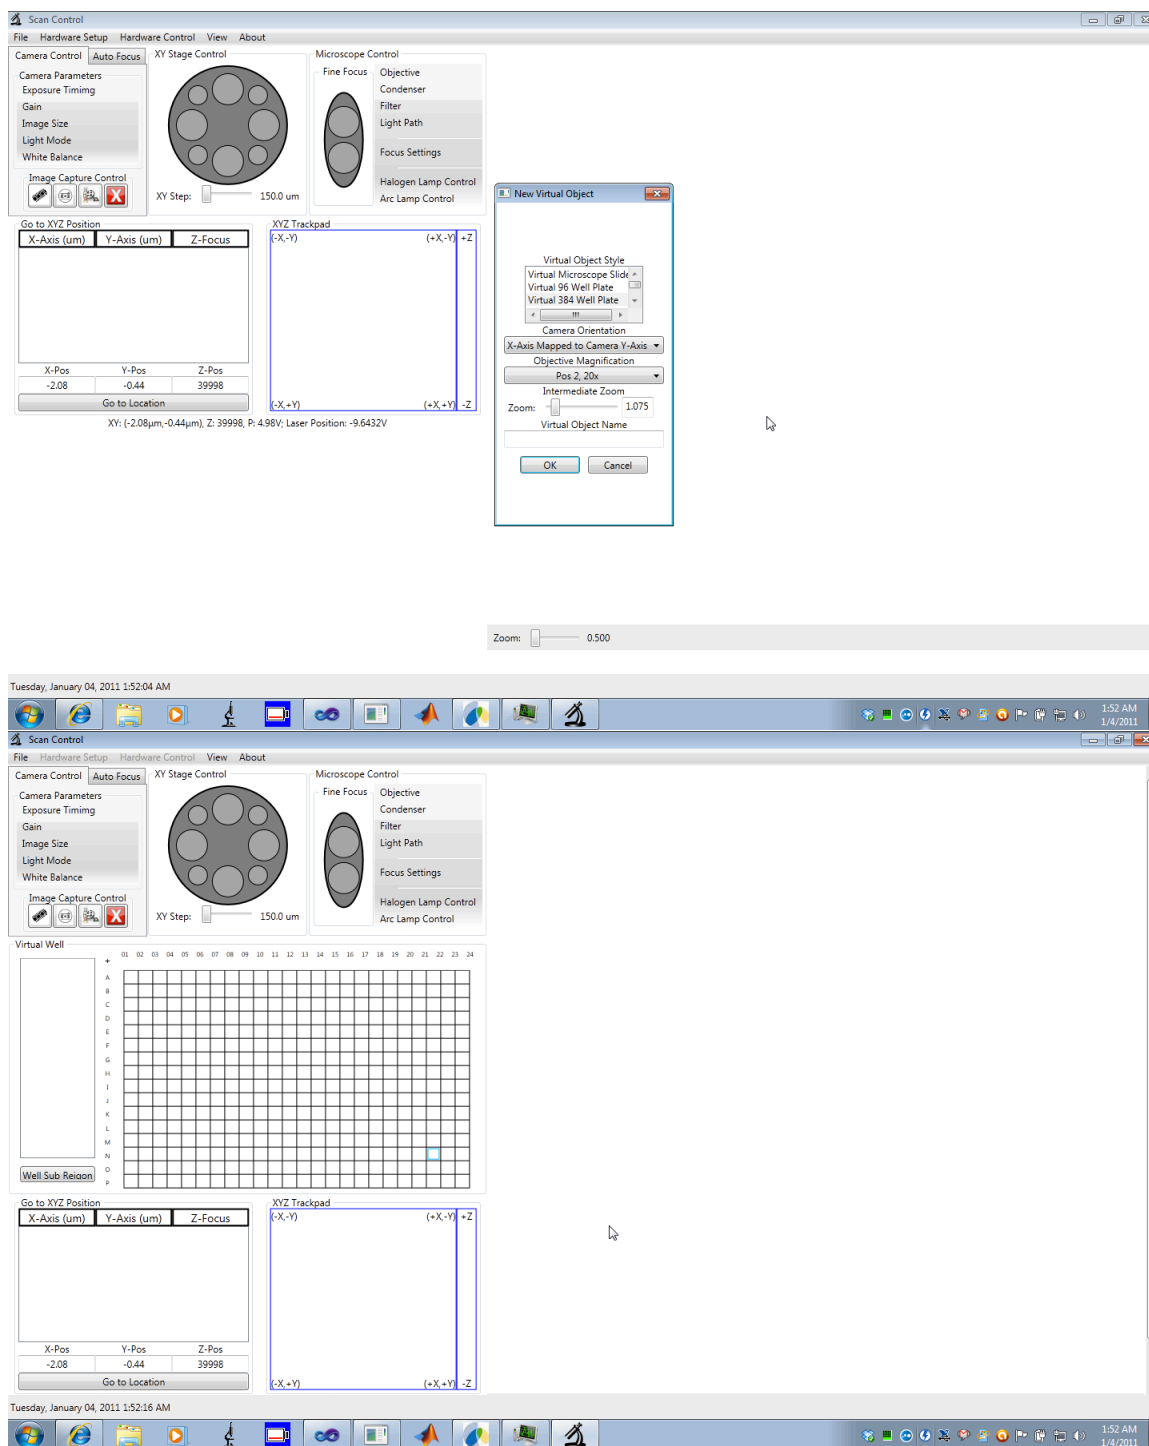 Scan Control
File Hardware Setup Hardware Control View About
Camera Control Auto Focus XY Stage Control Microscope Control
Camera Parameters Fine Focus Objective
Exposure Timimg Condenser
Gain Filter
Image Size Light Path
Light Mode
White Balance Focus Settings
Image Capture Control Halogen Lamp Control
XY Step: 150.0 um Arc Lamp Control
Go to XYZ Position XYZ Trackpad
X-Axis (um) Y-Axis (um) Z-Focus (-X,-Y) (+X,-Y) +Z
X-Pos Y-Pos Z-Pos
-2.08 -0.44 39998
Go to Location (-X,+Y) (+X,+Y) -Z
XY: (-2.08µm,-0.44µm), Z: 39998, P: 4.98V; Laser Position: -9.6432V
New Virtual Object
Virtual Object Style
Virtual Microscope Slide
Virtual 96 Well Plate
Virtual 384 Well Plate
Camera Orientation
X-Axis Mapped to Camera Y-Axis
Objective Magnification
Pos 2, 20x
Intermediate Zoom
Zoom: 1.075
Virtual Object Name
OK Cancel
Zoom: 0.500
Tuesday, January 04, 2011 1:52:04 AM
1:52 AM
1/4/2011
Scan Control
File Hardware Setup Hardware Control View About
Camera Control Auto Focus XY Stage Control Microscope Control
Camera Parameters Fine Focus Objective
Exposure Timimg Condenser
Gain Filter
Image Size Light Path
Light Mode
White Balance Focus Settings
Image Capture Control Halogen Lamp Control
XY Step: 150.0 um Arc Lamp Control
Virtual Well
01 02 03 04 05 06 07 08 09 10 11 12 13 14 15 16 17 18 19 20 21 22 23 24
+
A
B
C
D
E
F
G
H
I
J
K
L
M
N
O
P
Well Sub Reigon
Go to XYZ Position XYZ Trackpad
X-Axis (um) Y-Axis (um) Z-Focus (-X,-Y) (+X,-Y) +Z
X-Pos Y-Pos Z-Pos
-2.08 -0.44 39998
Go to Location (-X,+Y) (+X,+Y) -Z
Tuesday, January 04, 2011 1:52:16 AM
1:52 AM
1/4/2011